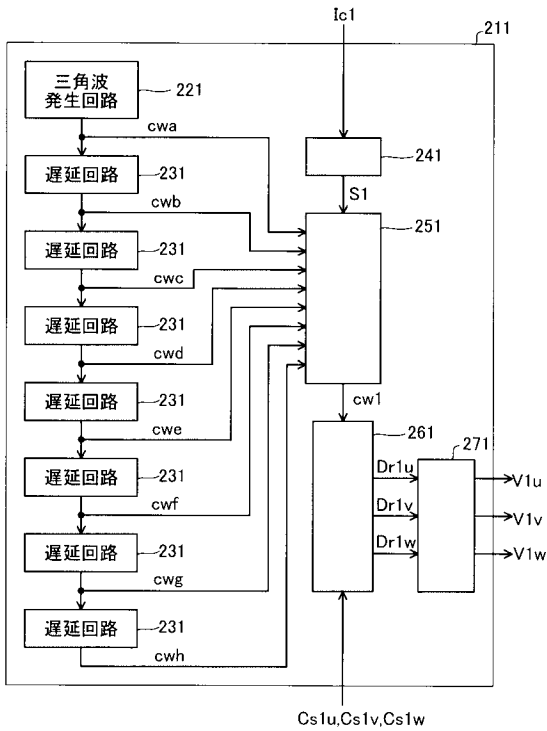 Ic1
211
三角波
発生回路
221
cwa
241
遅延回路
231
S1
cwb
251
遅延回路
231
cwc
遅延回路
231
cwd
遅延回路
231
cw1
cwe
261
271
遅延回路
231
Dr1u
V1u
cwf
Dr1v
V1v
遅延回路
231
Dr1w
V1w
cwg
遅延回路
231
cwh
Cs1u,Cs1v,Cs1w